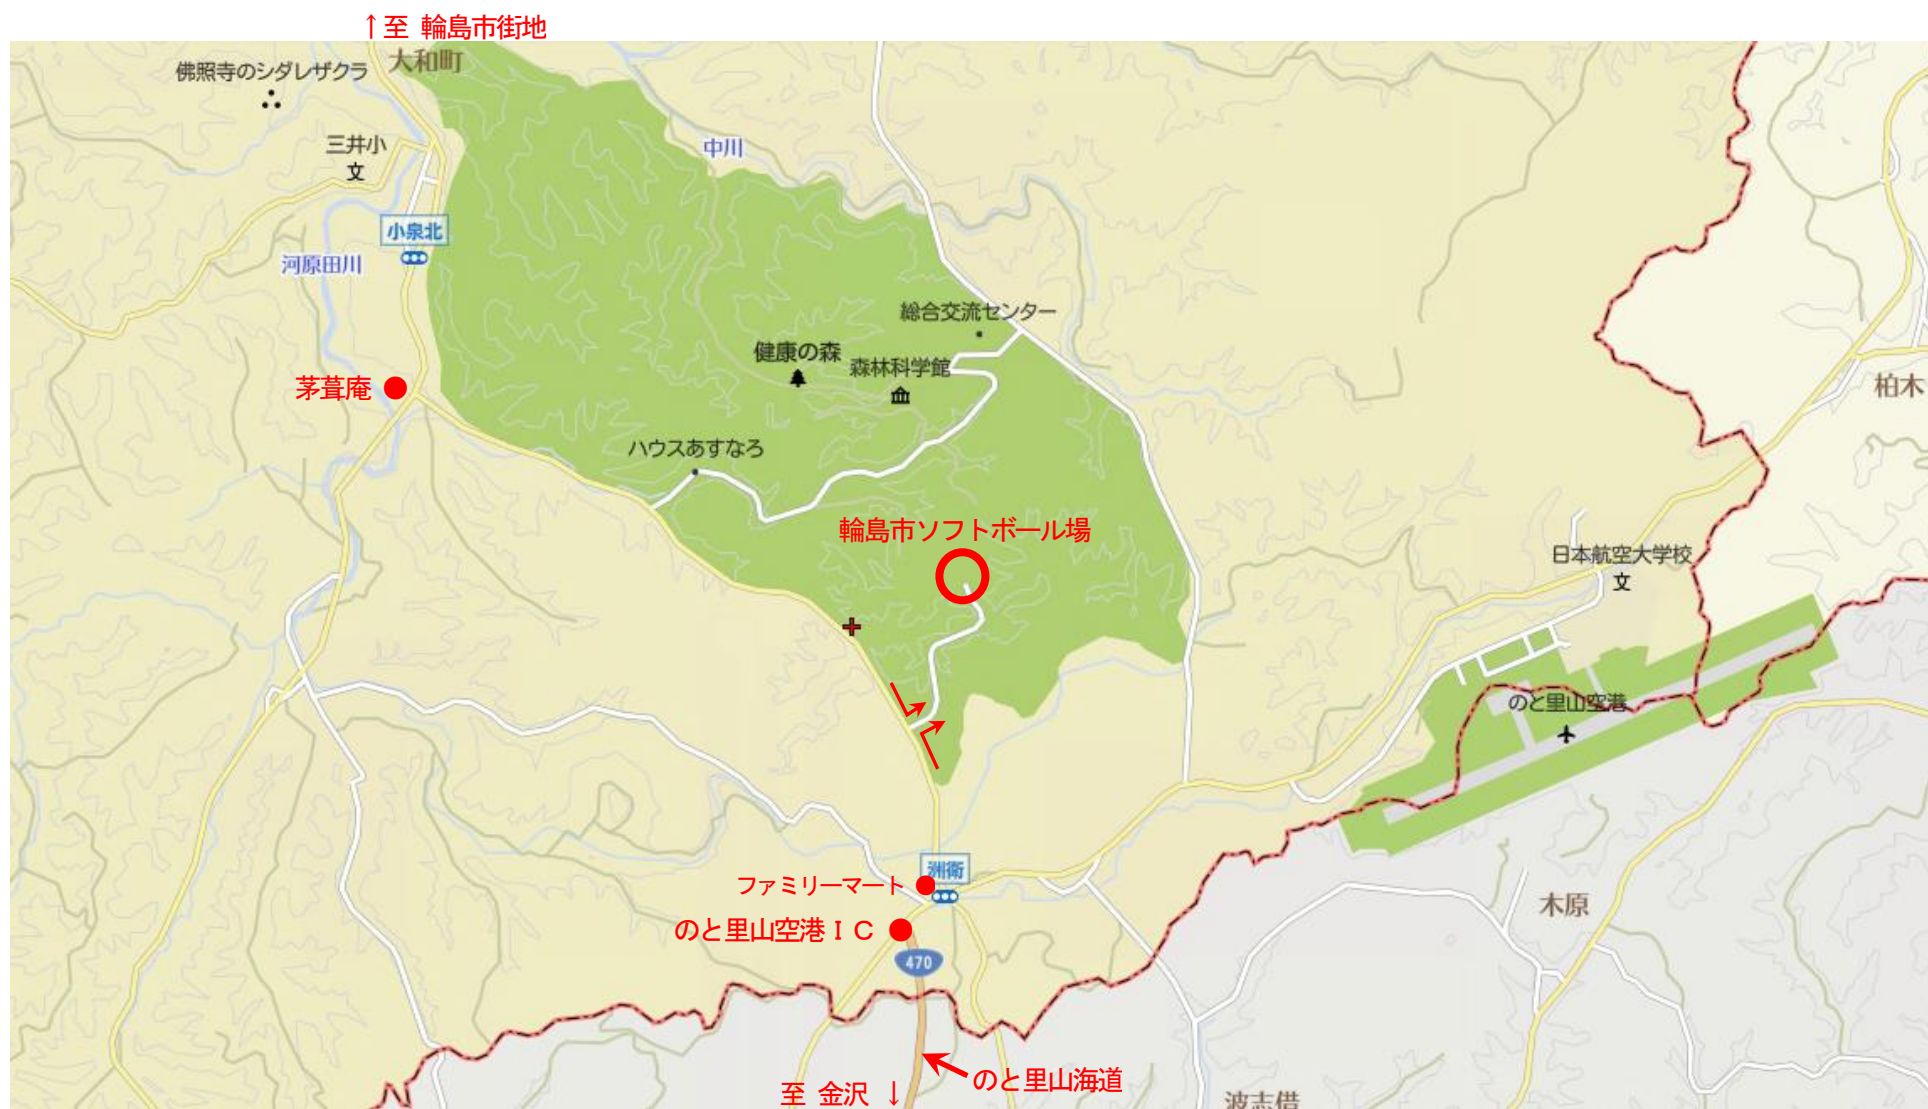 ↑至 輪島市街地
大和町
佛照寺のシダレザクラ
三井小
文
中川
小泉北
河原田川
総合交流センター
健康の森
森林科学館
茅葺庵
柏木
ハウスあすなろ
輪島市ソフトボール場
日本航空大学校
文
のと里山空港
洲衛
ファミリーマート
のと里山空港ＩＣ
470
木原
のと里山海道
至 金沢 ↓
波志借